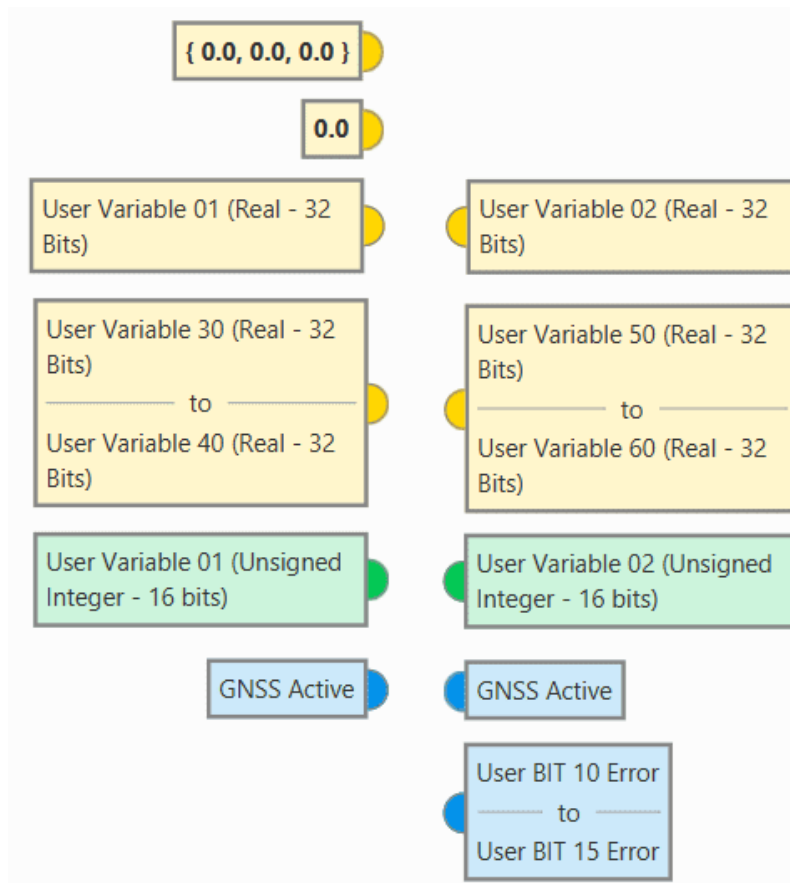 { 0.0, 0.0, 0.0 }
0.0
User Variable 01 (Real - 32
Bits)
User Variable 02 (Real - 32
Bits)
User Variable 30 (Real - 32
Bits)
to
User Variable 40 (Real - 32
Bits)
User Variable 50 (Real - 32
Bits)
to
User Variable 60 (Real - 32
Bits)
User Variable 01 (Unsigned
Integer - 16 bits)
User Variable 02 (Unsigned
Integer - 16 bits)
GNSS Active
GNSS Active
User BIT 10 Error
to
User BIT 15 Error